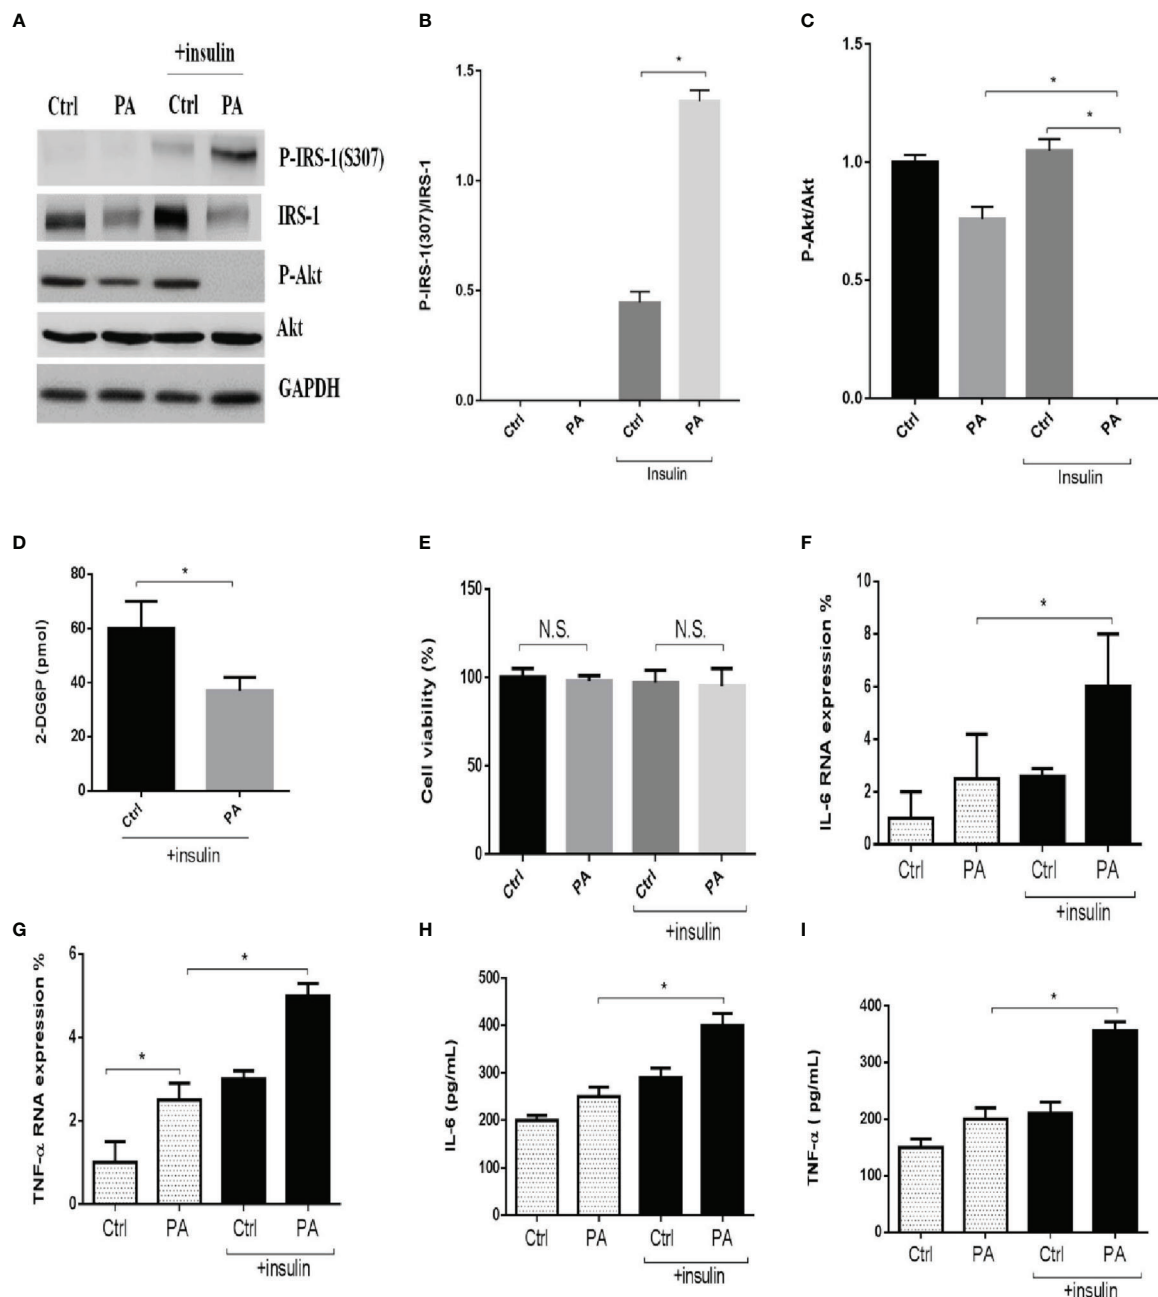 A
+insulin
Ctrl PA Ctrl PA
P-IRS-1(S307)
IRS-1
P-Akt
Akt
GAPDH
B
P-IRS-1(307)/IRS-1
1.5
1.0
0.5
0.0
*
Ctrl PA Ctrl PA
Insulin
C
P-Akt/Akt
1.5
1.0
0.5
0.0
*
*
Ctrl PA Ctrl PA
Insulin
D
2-DG6P (pmol)
80
60
40
20
0
*
Ctrl PA
+insulin
E
Cell viability (%)
150
100
50
0
N.S. N.S.
Ctrl PA Ctrl PA
+insulin
F
IL-6 RNA expression %
10
8
6
4
2
0
*
Ctrl PA Ctrl PA
+insulin
G
TNF-α RNA expression %
6
4
2
0
*
*
Ctrl PA Ctrl PA
+insulin
H
IL-6 (pg/mL)
500
400
300
200
100
0
*
Ctrl PA Ctrl PA
+insulin
I
TNF-α ( pg/mL)
400
300
200
100
0
*
Ctrl PA Ctrl PA
+insulin